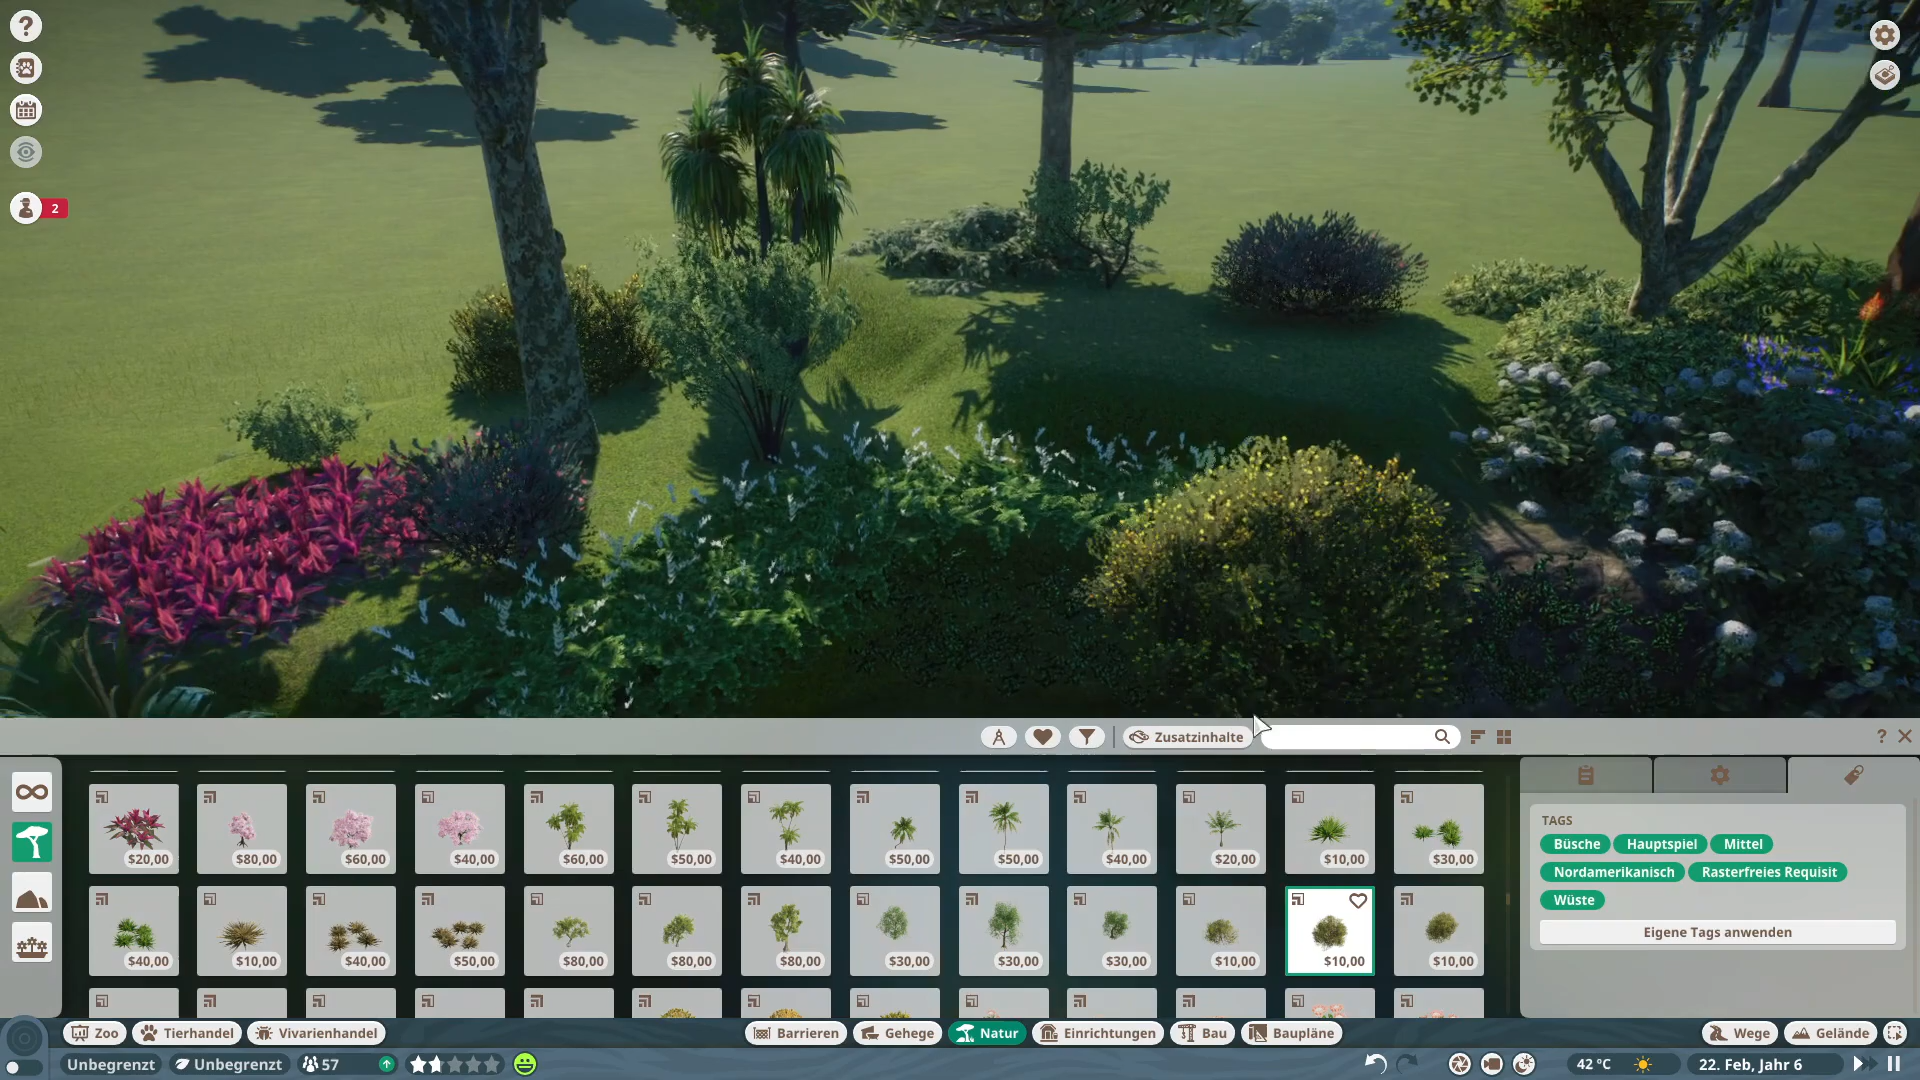 2
Zusatzinhalte
$20,00 $80,00 $60,00 $40,00 $60,00 $50,00 $40,00 $50,00 $50,00 $40,00 $20,00 $10,00 $30,00
$40,00 $10,00 $40,00 $50,00 $80,00 $80,00 $80,00 $30,00 $30,00 $30,00 $10,00 $10,00 $10,00
TAGS
Büsche Hauptspiel Mittel
Nordamerikanisch Rasterfreies Requisit
Wüste
Eigene Tags anwenden
Zoo Tierhandel Vivarienhandel Barrieren Gehege Natur Einrichtungen Bau Baupläne Wege Gelände
Unbegrenzt Unbegrenzt 57 42 °C 22. Feb, Jahr 6